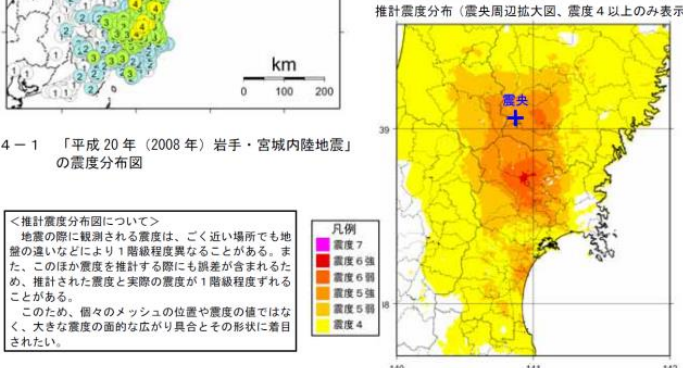 km
0 100 200
4－1 「平成20年（2008年）岩手・宮城内陸地震」
の震度分布図
＜推計震度分布図について＞
地震の際に観測される震度は、ごく近い場所でも地
盤の違いなどにより１階級程度異なることがある。ま
た、このほか震度を推計する際にも誤差が含まれるた
め、推計された震度と実際の震度が１階級程度ずれる
ことがある。
このため、個々のメッシュの位置や震度の値ではな
く、大きな震度の面的な広がり具合とその形状に着目
されたい。
推計震度分布（震央周辺拡大図、震度４以上のみ表示
震央
39
凡例
震度７
震度６強
震度６弱
震度５強
震度５弱
震度４